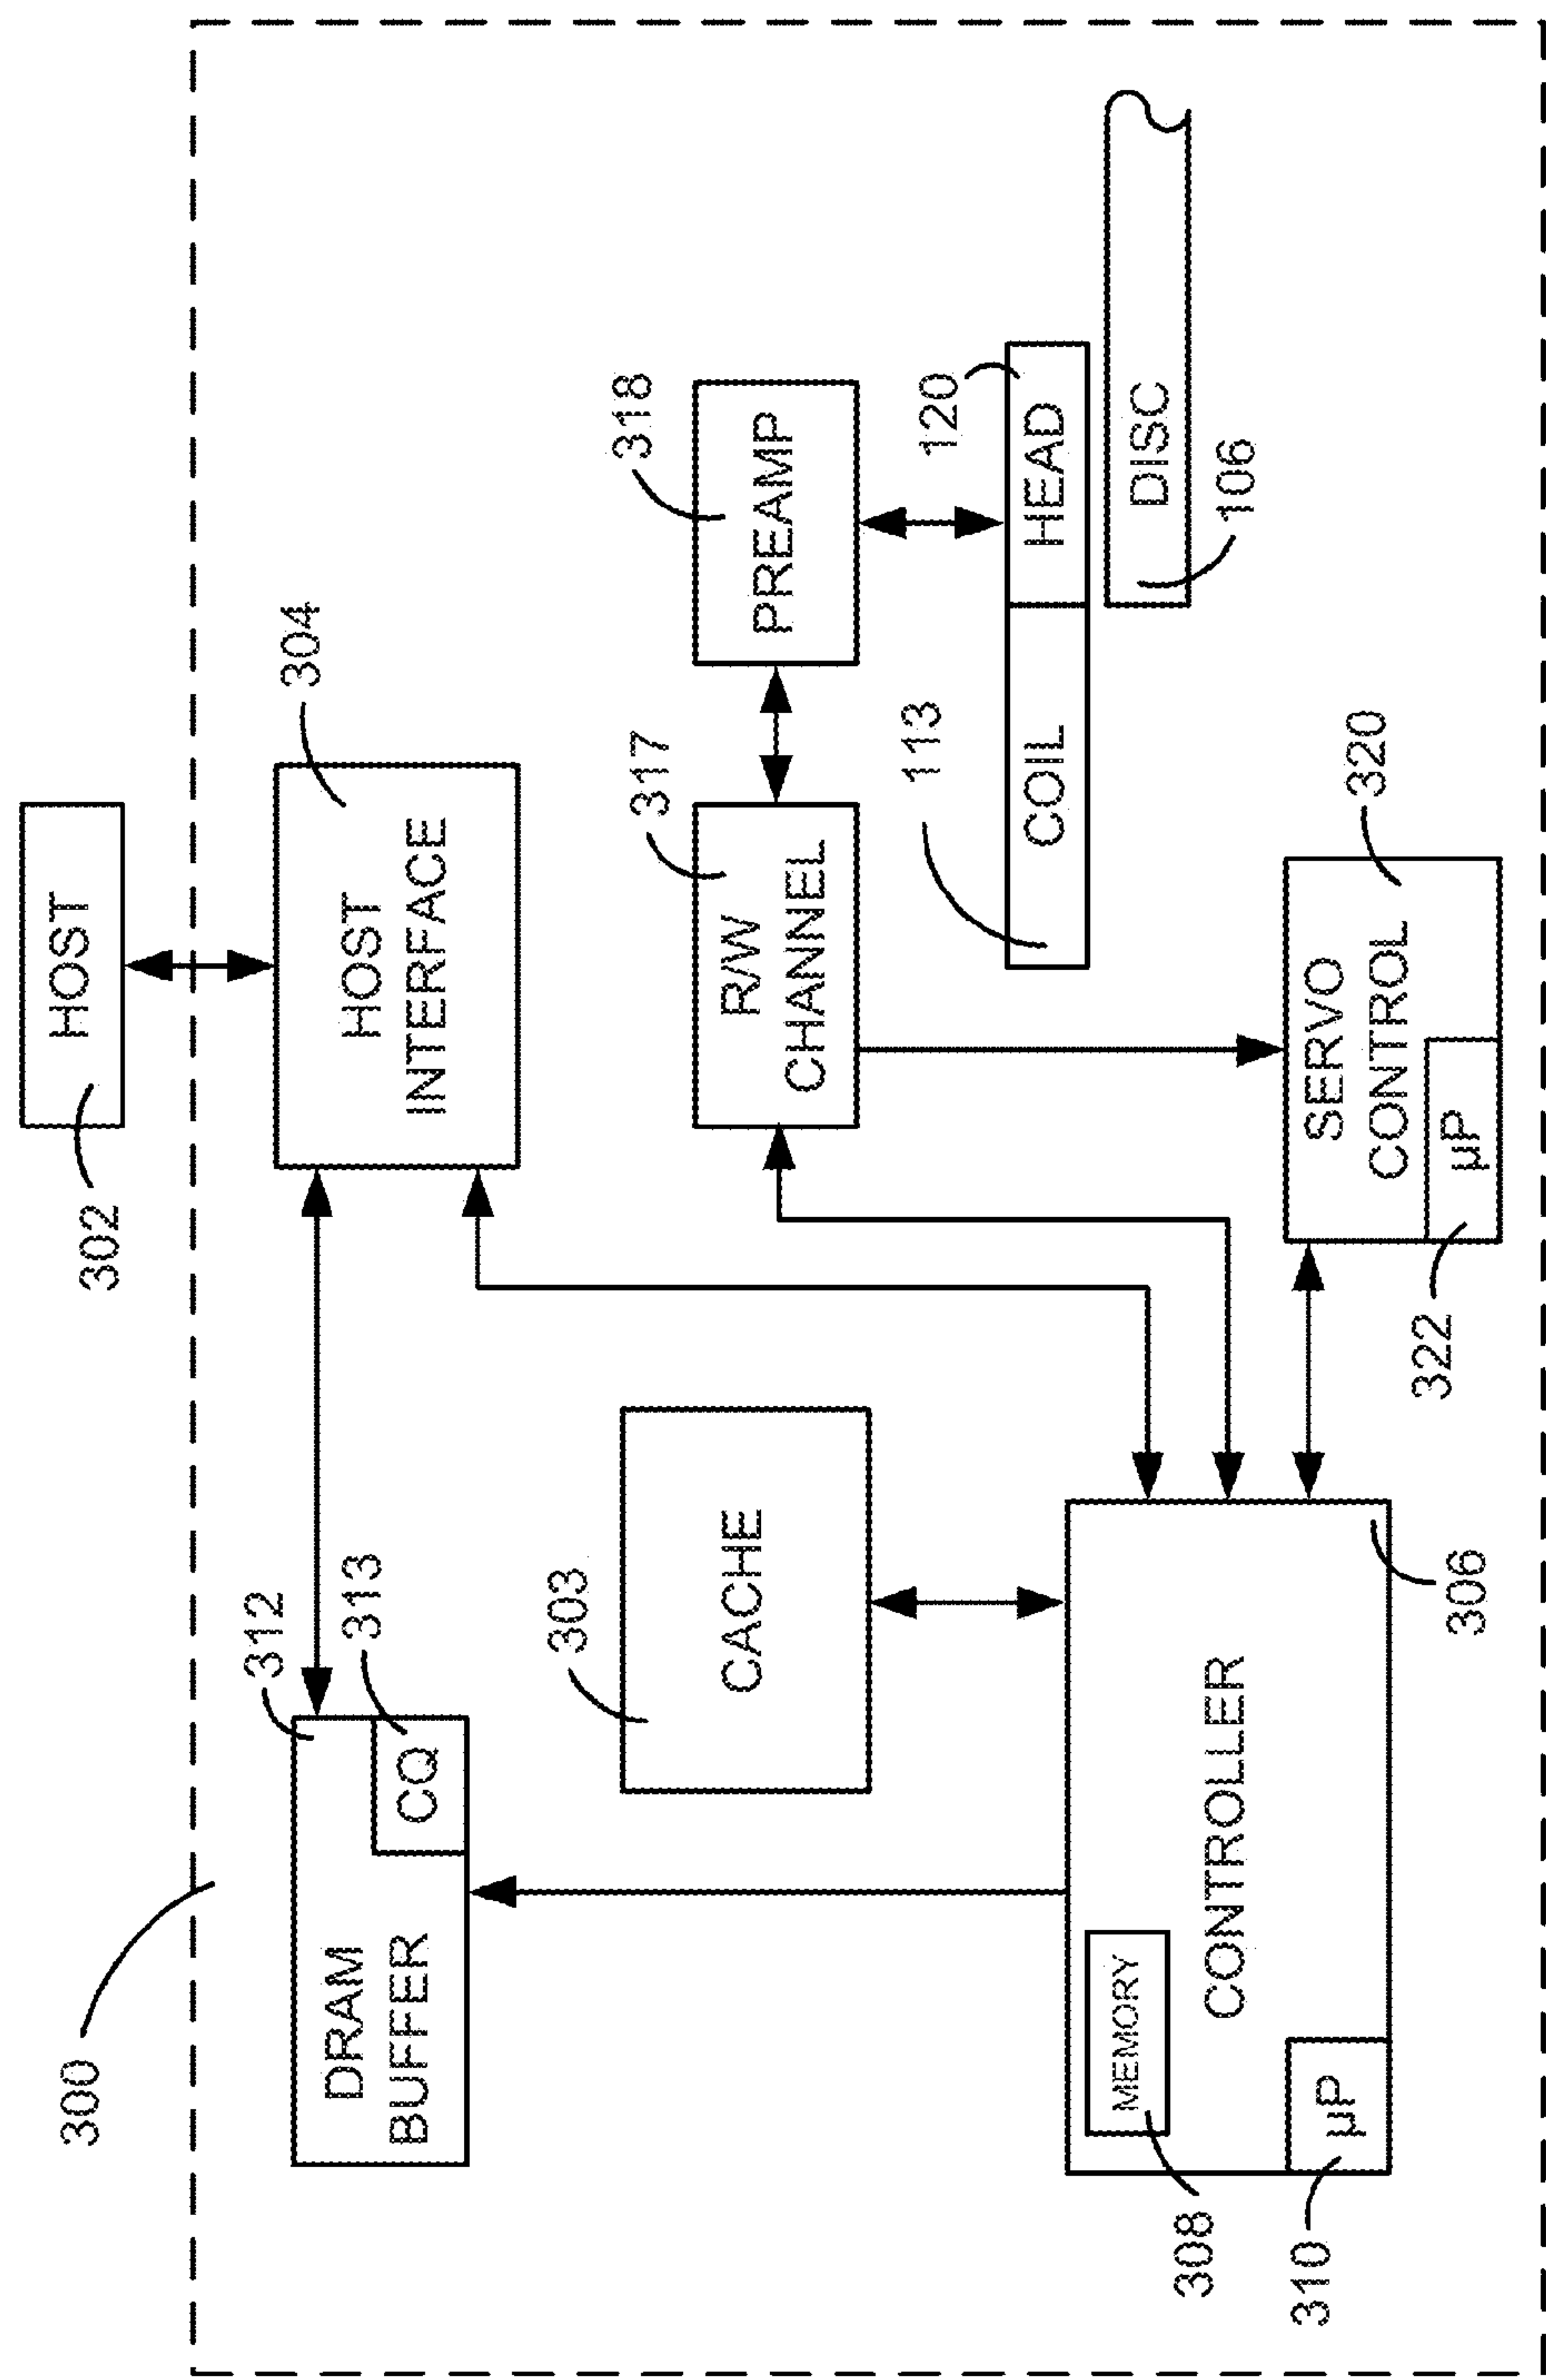 300
302
HOST
DRAM
BUFFER
312
CQ
313
HOST
INTERFACE
304
303
CACHE
R/W
CHANNEL
317
PREAMP
318
113
COIL
HEAD
120
DISC
106
MEMORY
308
CONTROLLER
µP
310
306
SERVO
CONTROL
320
µP
322